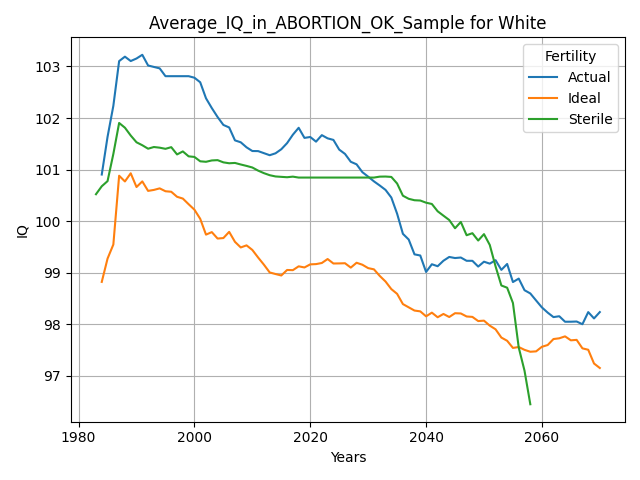 Average_IQ_in_ABORTION_OK_Sample for White
Fertility
Actual
Ideal
Sterile
103
102
101
100
99
98
97
IQ
1980
2000
2020
2040
2060
Years